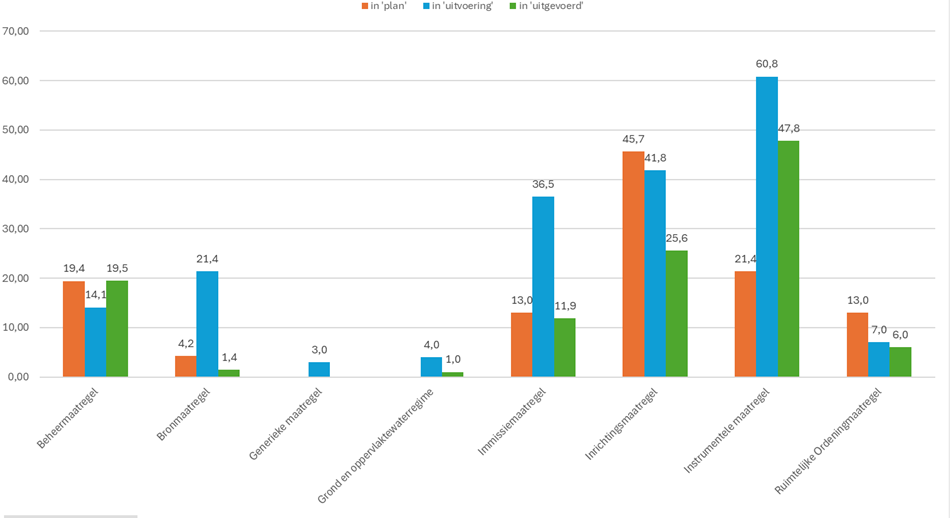 in 'plan' in 'uitvoering' in 'uitgevoerd'
70,00
60,00
50,00
40,00
30,00
20,00
10,00
0,00
19,4 14,1 19,5
4,2 21,4 1,4
3,0
4,0 1,0
13,0 36,5 11,9
45,7 41,8 25,6
21,4 60,8 47,8
13,0 7,0 6,0
Beheermaatregel
Bronmaatregel
Generieke maatregel
Grond en oppervlaktewaterregime
Immissiemaatregel
Inrichtingsmaatregel
Instrumentele maatregel
Ruimtelijke Ordeningmaatregel